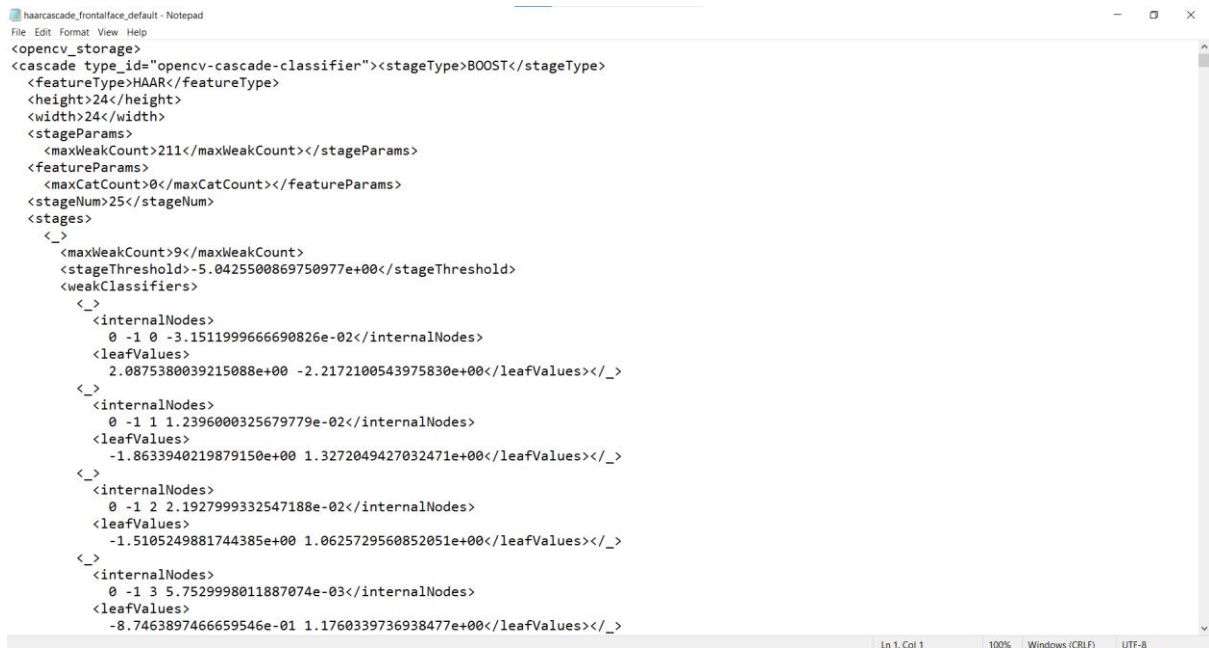 haarcascade_frontalface_default - Notepad
File Edit Format View Help
<opencv_storage>
<cascade type_id="opencv-cascade-classifier"><stageType>BOOST</stageType>
  <featureType>HAAR</featureType>
  <height>24</height>
  <width>24</width>
  <stageParams>
    <maxWeakCount>211</maxWeakCount></stageParams>
  <featureParams>
    <maxCatCount>0</maxCatCount></featureParams>
  <stageNum>25</stageNum>
  <stages>
    <_>
      <maxWeakCount>9</maxWeakCount>
      <stageThreshold>-5.0425500869750977e+00</stageThreshold>
      <weakClassifiers>
        <_>
          <internalNodes>
            0 -1 0 -3.1511999666690826e-02</internalNodes>
          <leafValues>
            2.0875380039215088e+00 -2.2172100543975830e+00</leafValues></_>
        <_>
          <internalNodes>
            0 -1 1 1.2396000325679779e-02</internalNodes>
          <leafValues>
            -1.8633940219879150e+00 1.3272049427032471e+00</leafValues></_>
        <_>
          <internalNodes>
            0 -1 2 2.1927999332547188e-02</internalNodes>
          <leafValues>
            -1.5105249881744385e+00 1.0625729560852051e+00</leafValues></_>
        <_>
          <internalNodes>
            0 -1 3 5.7529998011887074e-03</internalNodes>
          <leafValues>
            -8.7463897466659546e-01 1.1760339736938477e+00</leafValues></_>
Ln 1, Col 1 100% Windows (CRLF) UTF-8